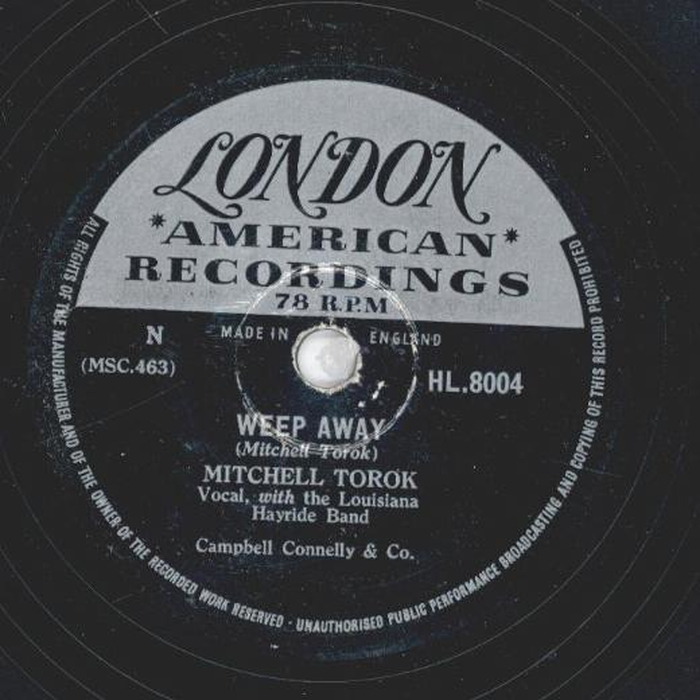 LONDON
*AMERICAN*
RECORDINGS
78 R.P.M
N
MADE IN ENGLAND
(MSC.463)
HL.8004
WEEP AWAY
(Mitchell Torok)
MITCHELL TOROK
Vocal, with the Louisiana
Hayride Band
Campbell Connelly & Co.
ALL RIGHTS OF THE MANUFACTURER AND OF THE OWNER OF THE RECORDED WORK RESERVED · UNAUTHORISED PUBLIC PERFORMANCE BROADCASTING AND COPYING OF THIS RECORD PROHIBITED